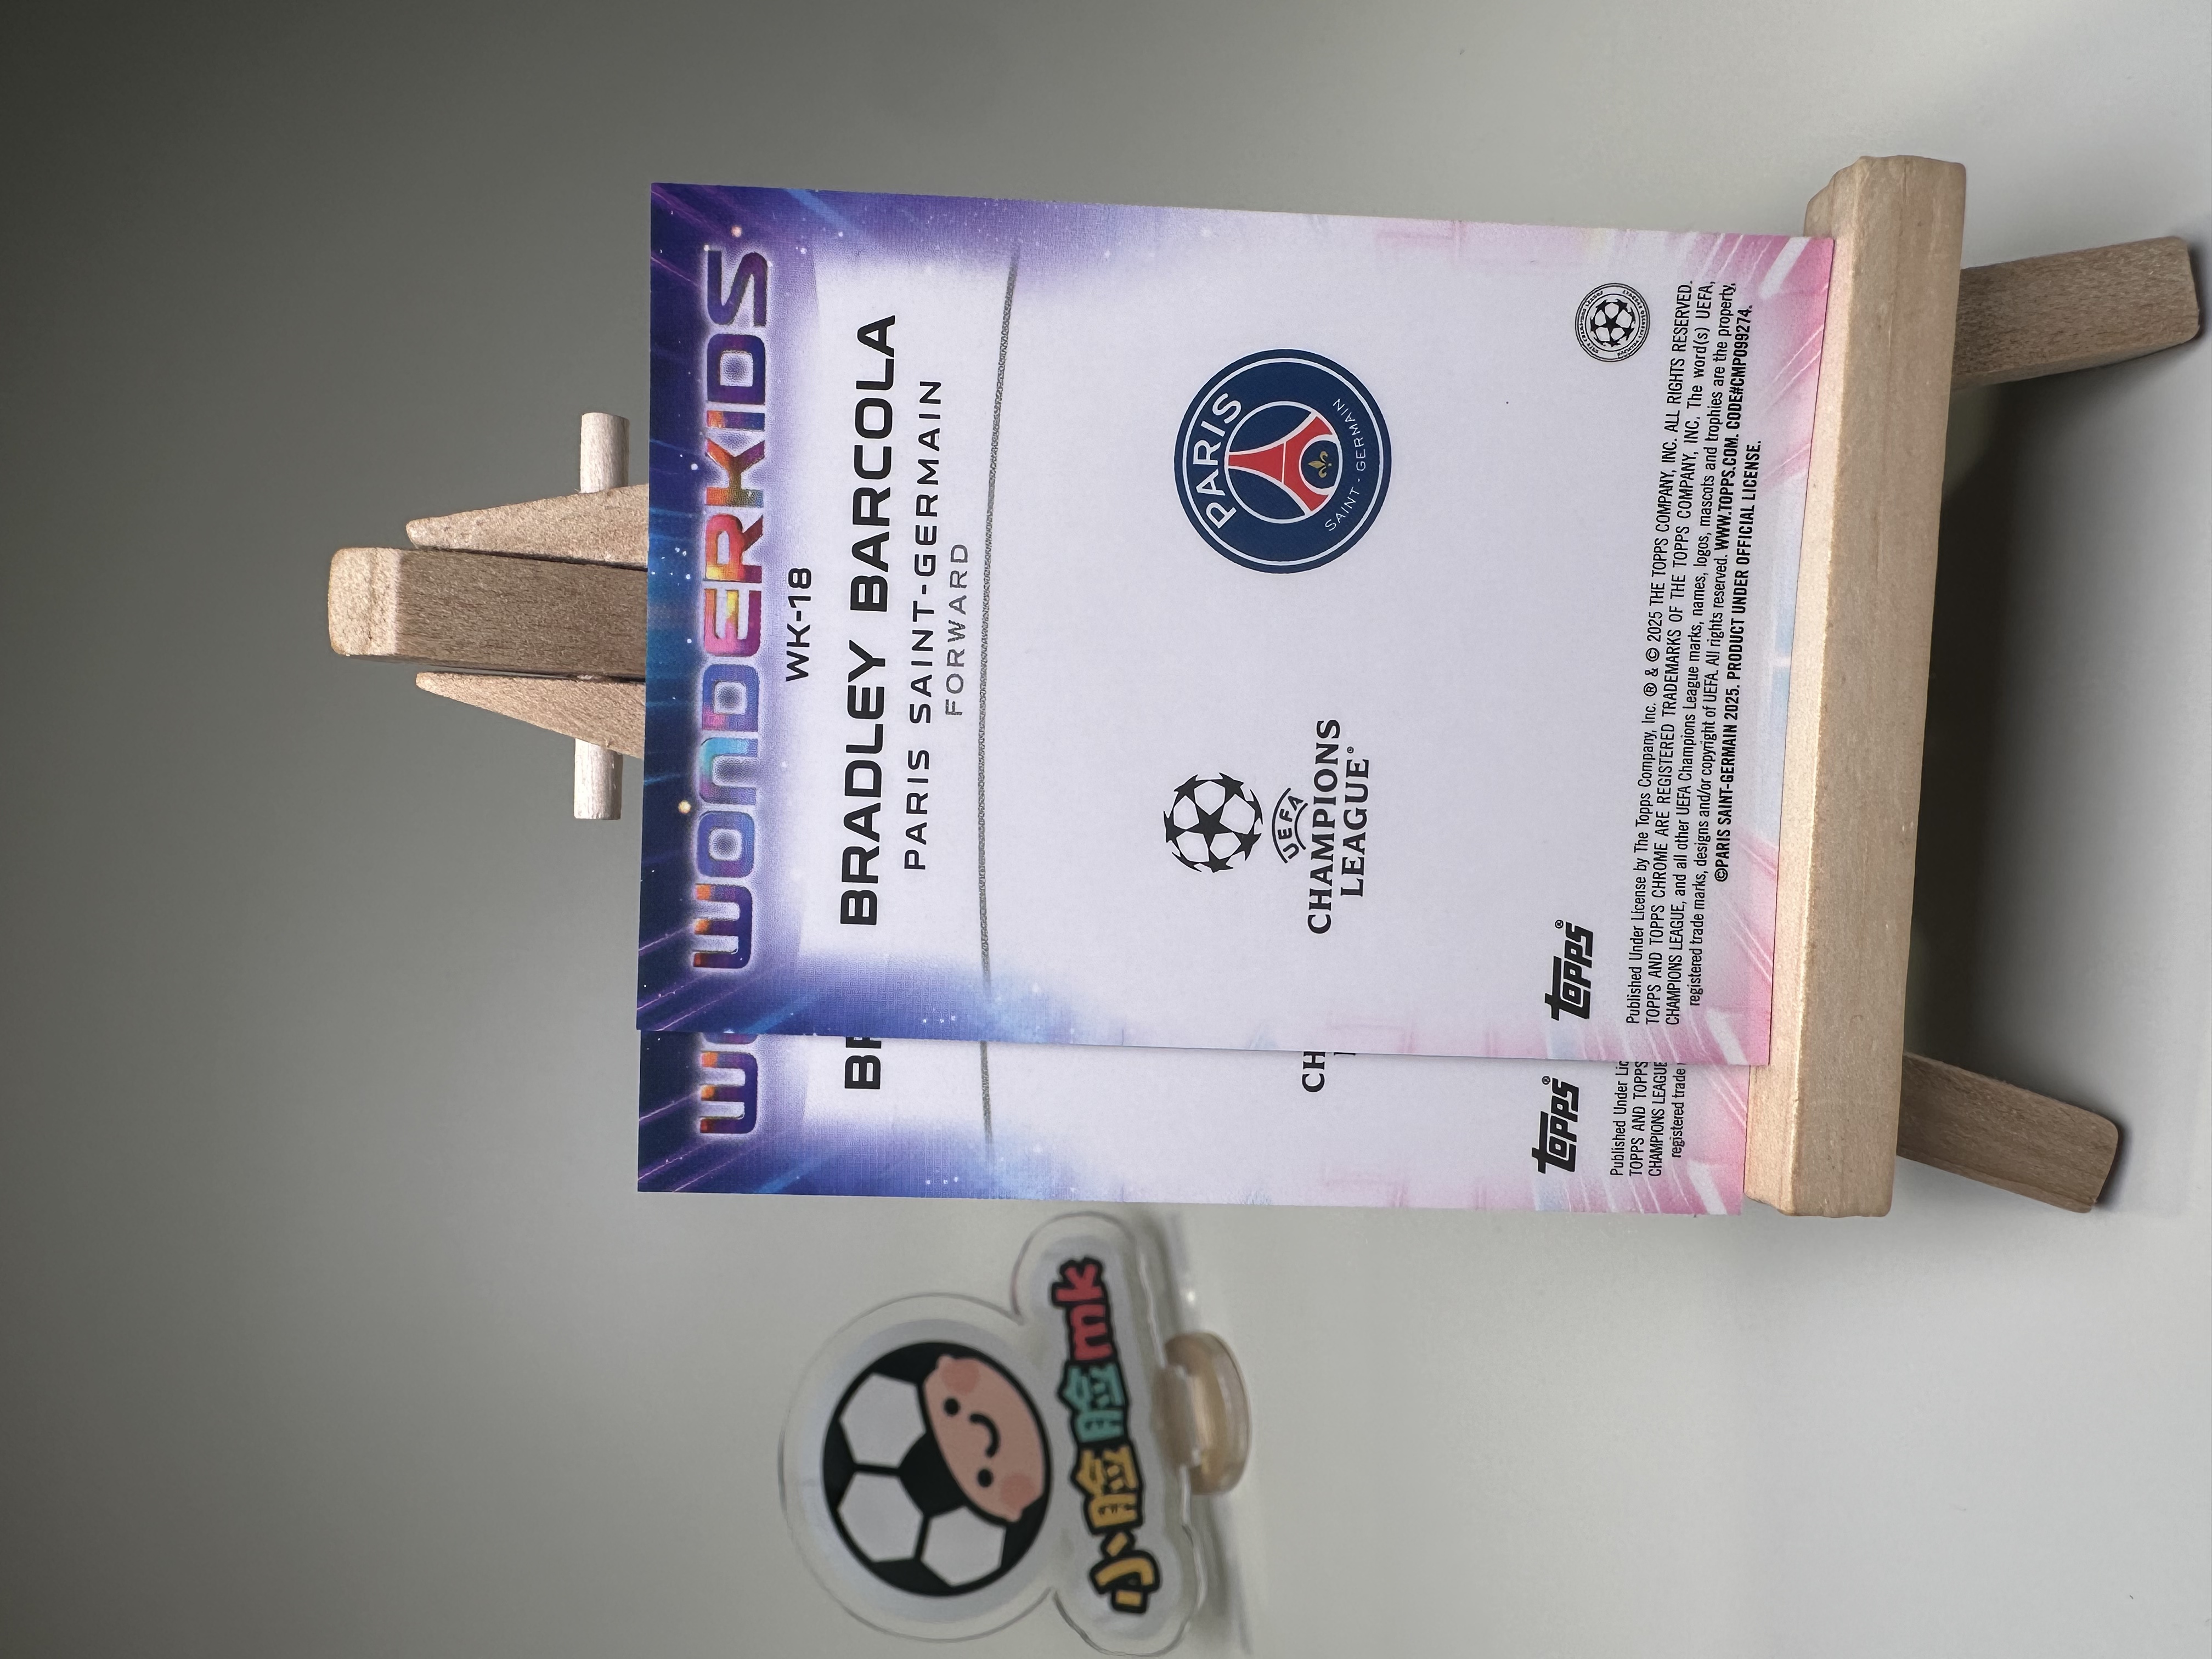 WONDERKIDS
WK-18
BRADLEY BARCOLA
PARIS SAINT-GERMAIN
FORWARD
UEFA
CHAMPIONS
LEAGUE®
PARIS
SAINT-GERMAIN
topps®
Published Under License by The Topps Company, Inc. ® & © 2025 THE TOPPS COMPANY, INC. ALL RIGHTS RESERVED.
TOPPS AND TOPPS CHROME ARE REGISTERED TRADEMARKS OF THE TOPPS COMPANY, INC. The word(s) UEFA,
CHAMPIONS LEAGUE, and all other UEFA Champions League marks, names, logos, mascots and trophies are the property,
registered trade marks, designs and/or copyright of UEFA. All rights reserved. WWW.TOPPS.COM. CODE#CMP099274.
©PARIS SAINT-GERMAIN 2025. PRODUCT UNDER OFFICIAL LICENSE.
W
BR
CH
topps®
Published Under Lic
TOPPS AND TOPPS
CHAMPIONS LEAGUE
registered trade
小脸脸mk